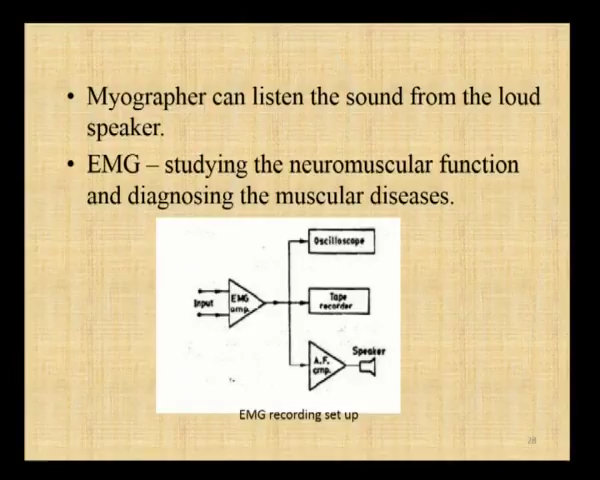 • Myographer can listen the sound from the loud
speaker.
• EMG – studying the neuromuscular function
and diagnosing the muscular diseases.
Oscilloscope
Input
EMG
amp.
Tape
recorder
A.F.
amp.
Speaker
EMG recording set up
28